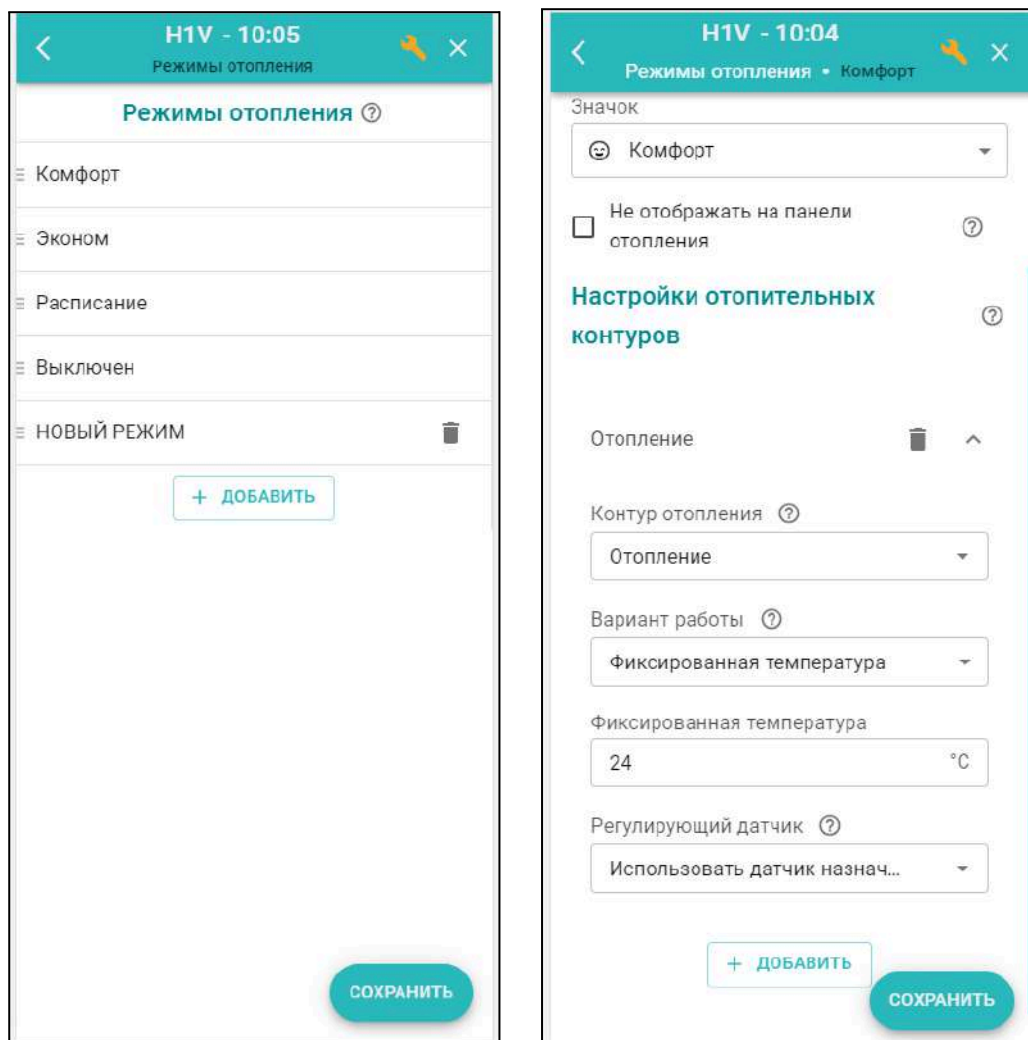 H1V - 10:05
Режимы отопления
Режимы отопления
Комфорт
Эконом
Расписание
Выключен
НОВЫЙ РЕЖИМ
+ ДОБАВИТЬ
СОХРАНИТЬ
H1V - 10:04
Режимы отопления • Комфорт
Значок
Комфорт
Не отображать на панели
отопления
Настройки отопительных
контуров
Отопление
Контур отопления
Отопление
Вариант работы
Фиксированная температура
Фиксированная температура
24 °C
Регулирующий датчик
Использовать датчик назнач...
+ ДОБАВИТЬ
СОХРАНИТЬ